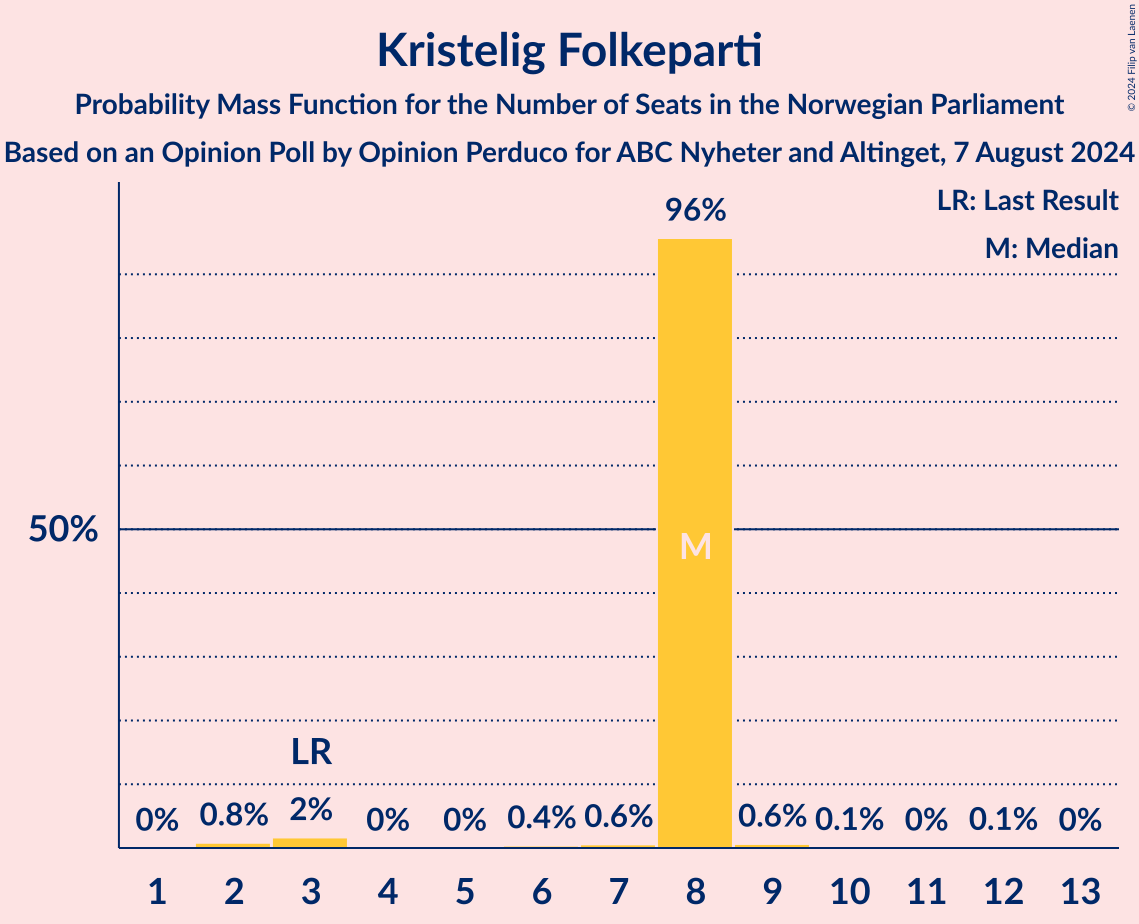 Kristelig Folkeparti
Probability Mass Function for the Number of Seats in the Norwegian Parliament
Based on an Opinion Poll by Opinion Perduco for ABC Nyheter and Altinget, 7 August 2024
© 2024 Filip van Laenen
LR: Last Result
M: Median
96%
50%
M
LR
0% 0.8% 2% 0% 0% 0.4% 0.6% 0.6% 0.1% 0% 0.1% 0%
1 2 3 4 5 6 7 8 9 10 11 12 13